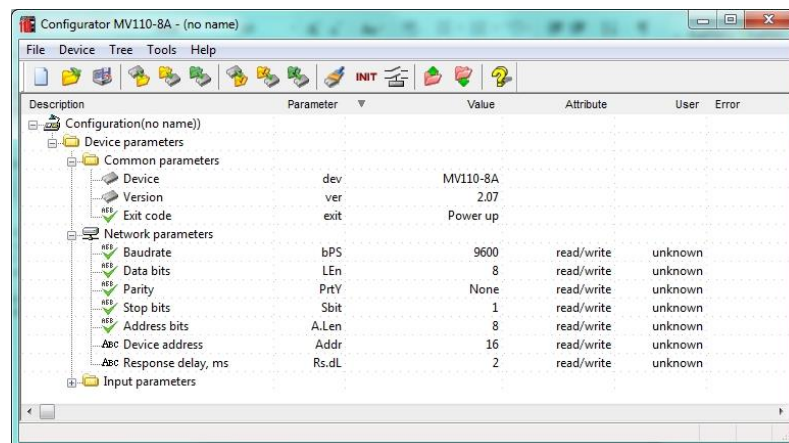 Configurator MV110-8A - (no name)
File Device Tree Tools Help
INIT
Description Parameter Value Attribute User Error
Configuration(no name))
Device parameters
Common parameters
Device dev MV110-8A
Version ver 2.07
Exit code exit Power up
Network parameters
Baudrate bPS 9600 read/write unknown
Data bits LEn 8 read/write unknown
Parity PrtY None read/write unknown
Stop bits Sbit 1 read/write unknown
Address bits A.Len 8 read/write unknown
ABC Device address Addr 16 read/write unknown
ABC Response delay, ms Rs.dL 2 read/write unknown
Input parameters